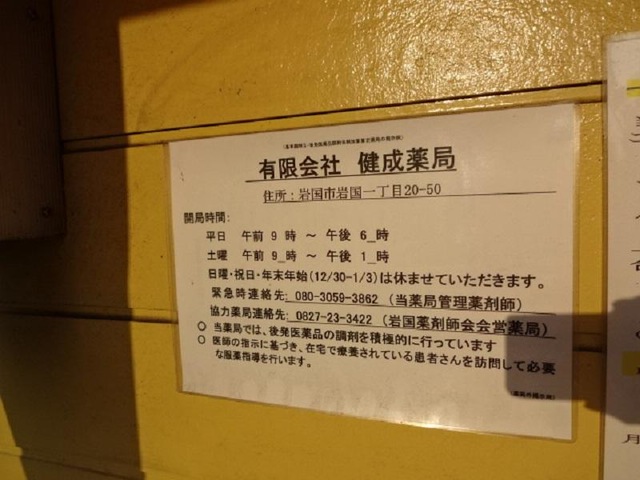 有限会社 健成薬局
住所:岩国市岩国一丁目20-50
開局時間:
平日 午前 9 時 ～ 午後 6 時
土曜 午前 9 時 ～ 午後 1 時
日曜・祝日・年末年始(12/30-1/3)は休ませていただきます。
緊急時連絡先:080-3059-3862(当薬局管理薬剤師)
協力薬局連絡先:0827-23-3422(岩国薬剤師会会営薬局)
○ 当薬局では、後発医薬品の調剤を積極的に行っています
○ 医師の指示に基づき、在宅で療養されている患者さんを訪問して必要
な服薬指導を行います。
月